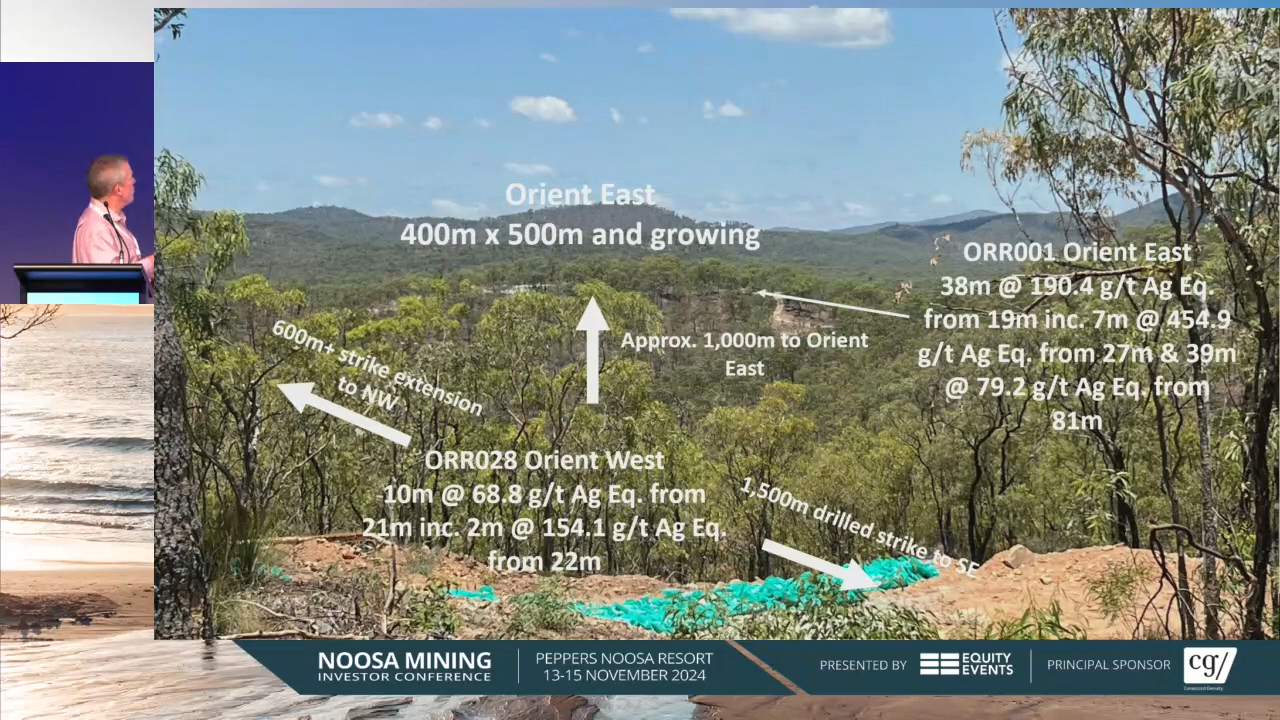 Orient East
400m x 500m and growing
ORR001 Orient East
38m @ 190.4 g/t Ag Eq.
from 19m inc. 7m @ 454.9
g/t Ag Eq. from 27m & 39m
@ 79.2 g/t Ag Eq. from
81m
600m+ strike extension
to NW
Approx. 1,000m to Orient
East
ORR028 Orient West
10m @ 68.8 g/t Ag Eq. from
21m inc. 2m @ 154.1 g/t Ag Eq.
from 22m
1,500m drilled strike to SE
NOOSA MINING
INVESTOR CONFERENCE
PEPPERS NOOSA RESORT
13-15 NOVEMBER 2024
PRESENTED BY
EQUITY
EVENTS
PRINCIPAL SPONSOR
cg/
Canaccord Genuity